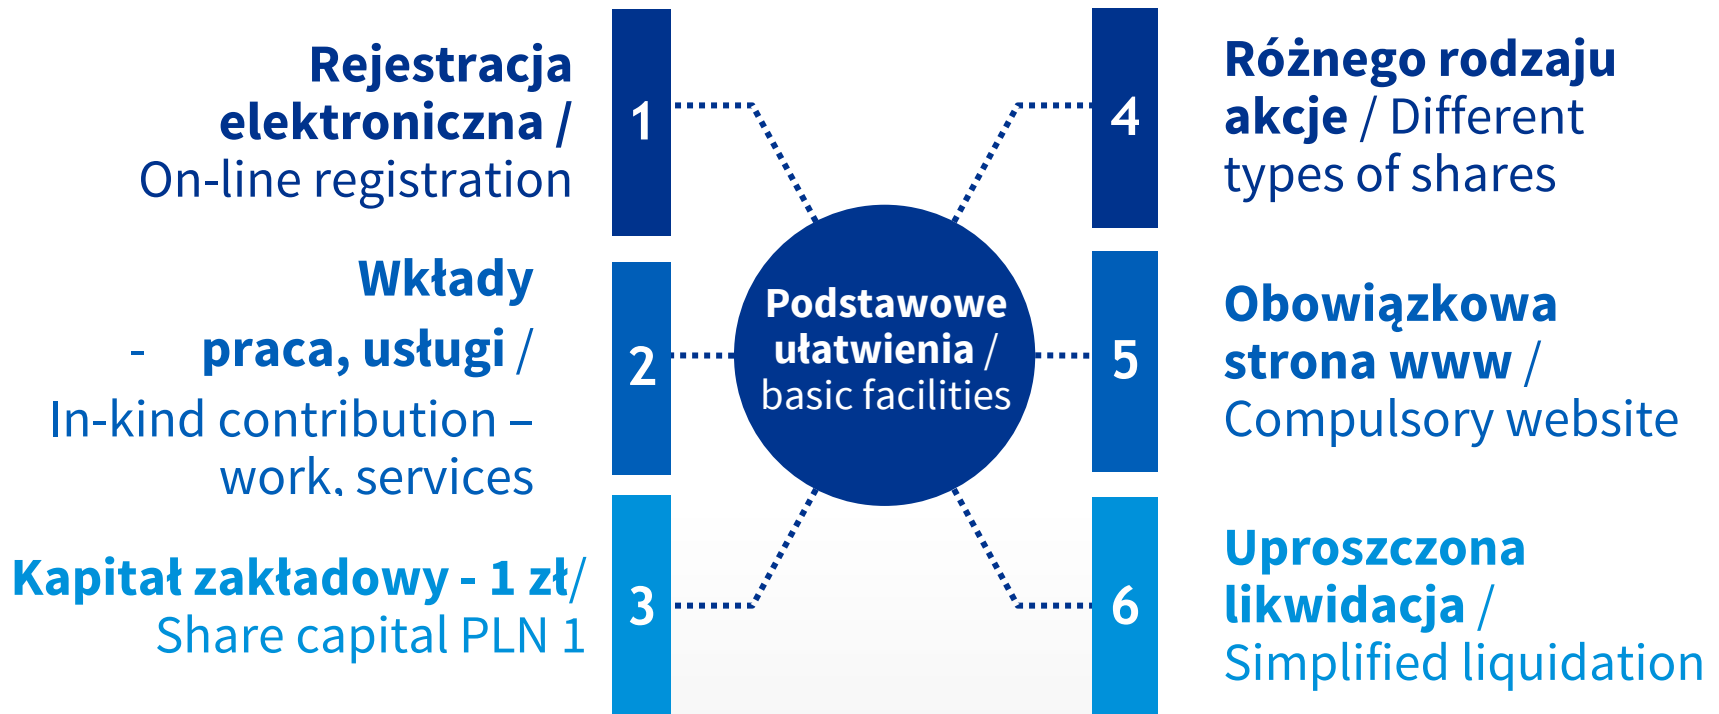 Rejestracja
elektroniczna /
On-line registration
1
Wkłady
- praca, usługi /
In-kind contribution –
work, services
2
Kapitał zakładowy - 1 zł/
Share capital PLN 1
3
Podstawowe
ułatwienia /
basic facilities
4
Różnego rodzaju
akcje / Different
types of shares
5
Obowiązkowa
strona www /
Compulsory website
6
Uproszczona
likwidacja /
Simplified liquidation